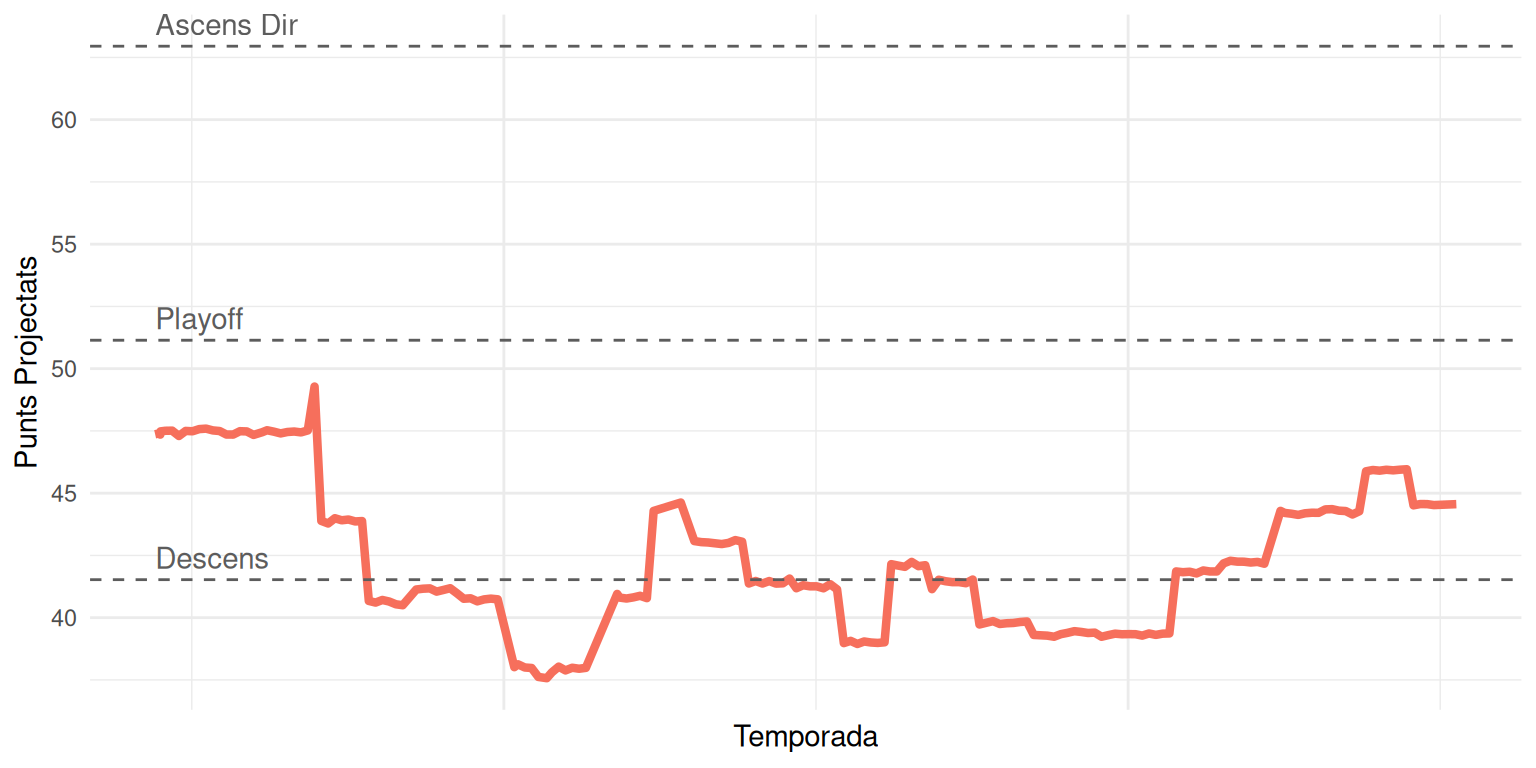 Ascens Dir
60
55
Playoff
50
45
Descens
40
Punts Projectats
Temporada